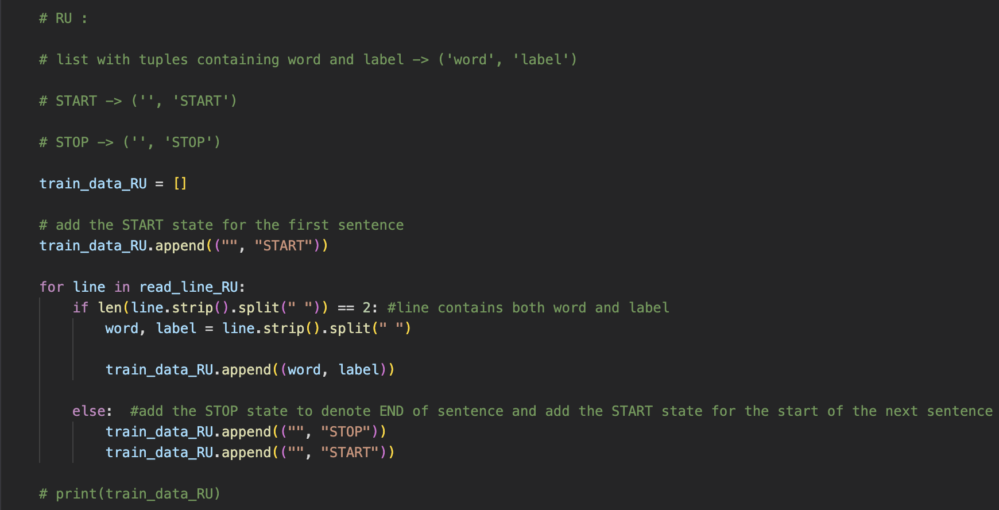 # RU :
# list with tuples containing word and label -> ('word', 'label')
# START -> ('', 'START')
# STOP -> ('', 'STOP')
train_data_RU = []
# add the START state for the first sentence
train_data_RU.append(("", "START"))
for line in read_line_RU:
    if len(line.strip().split(" ")) == 2: #line contains both word and label
        word, label = line.strip().split(" ")
        train_data_RU.append((word, label))
    else:  #add the STOP state to denote END of sentence and add the START state for the start of the next sentence
        train_data_RU.append(("", "STOP"))
        train_data_RU.append(("", "START"))
# print(train_data_RU)